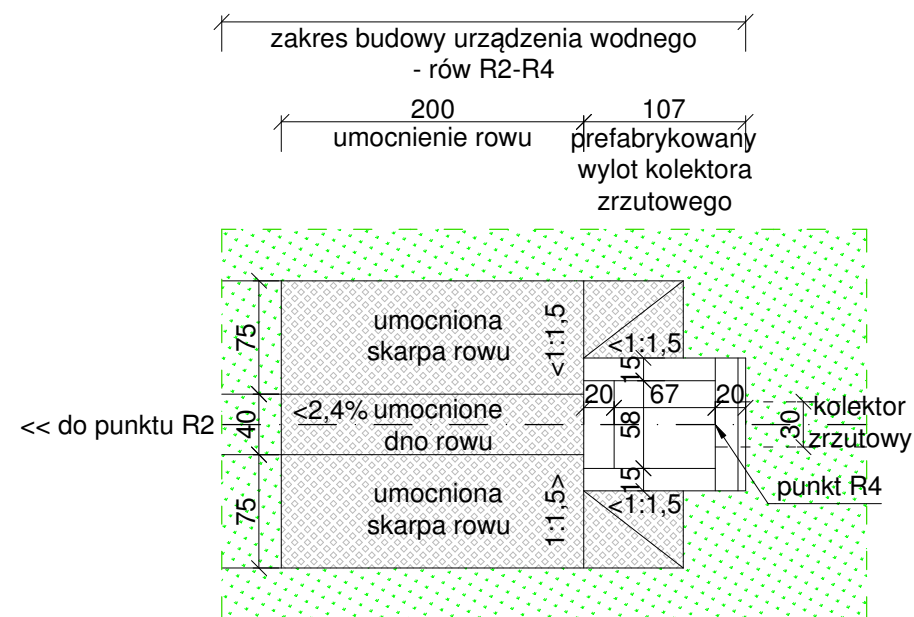 zakres budowy urządzenia wodnego
- rów R2-R4
200
107
umocnienie rowu
prefabrykowany
wylot kolektora
zrzutowego
75
umocniona
skarpa rowu
<1:1,5
<1:1,5
15
20
67
20
<< do punktu R2
40
<2,4%
umocnione
dno rowu
58
30
kolektor
zrzutowy
75
umocniona
skarpa rowu
1:1,5>
15
<1:1,5
punkt R4